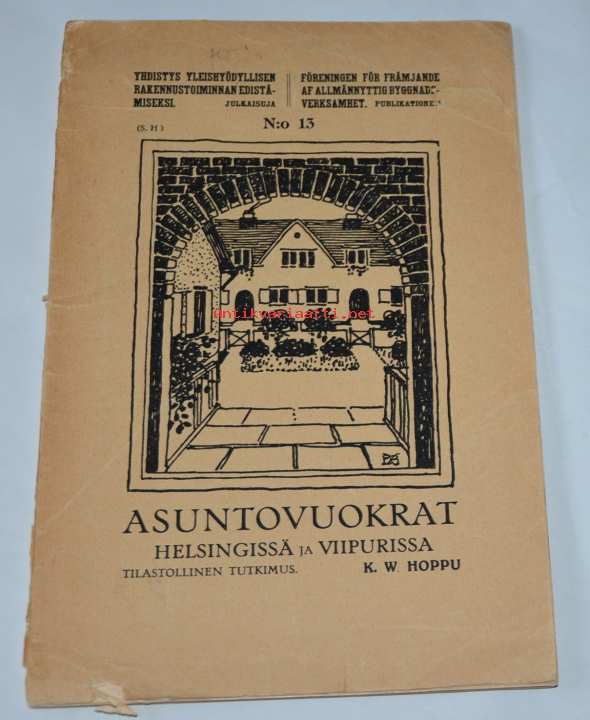 YHDISTYS YLEISHYÖDYLLISEN
RAKENNUSTOIMINNAN EDISTÄ-
MISEKSI. JULKAISUJA
FÖRENINGEN FÖR FRÄMJANDE
AF ALLMÄNNYTTIG BYGGNADS-
VERKSAMHET. PUBLIKATIONER
(S. H)
N:o 13
antikvariaatti.net
ASUNTOVUOKRAT
HELSINGISSÄ JA VIIPURISSA
TILASTOLLINEN TUTKIMUS. K. W. HOPPU